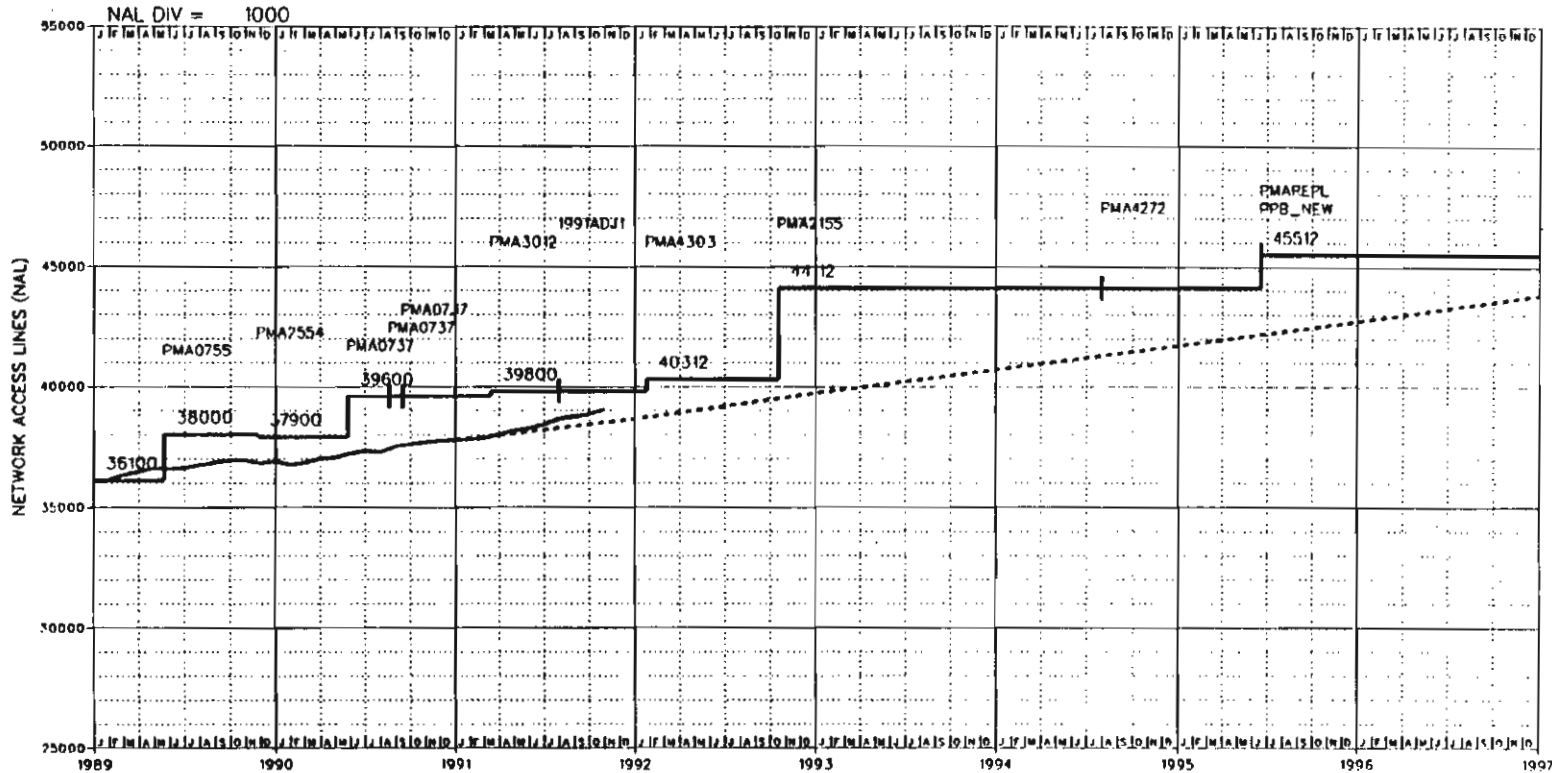 NAL DIV = 1000
55000
J F M A M J J A S O N D J F M A M J J A S O N D J F M A M J J A S O N D J F M A M J J A S O N D J F M A M J J A S O N D J F M A M J J A S O N D J F M A M J J A S O N D J F M A M J J A S O N D
50000
PMAREPL
PMA4272
PPB_NEW
1991ADJ1
PMA2155
PMA3012
PMA4303
45512
45000
44112
PMA0737
PMA0737
PMA2554
PMA0737
PMA0755
40312
39600
39800
40000
38000
37900
36100
35000
30000
25000
NETWORK ACCESS LINES (NAL)
J F M A M J J A S O N D J F M A M J J A S O N D J F M A M J J A S O N D J F M A M J J A S O N D J F M A M J J A S O N D J F M A M J J A S O N D J F M A M J J A S O N D J F M A M J J A S O N D
1989 1990 1991 1992 1993 1994 1995 1996 1997